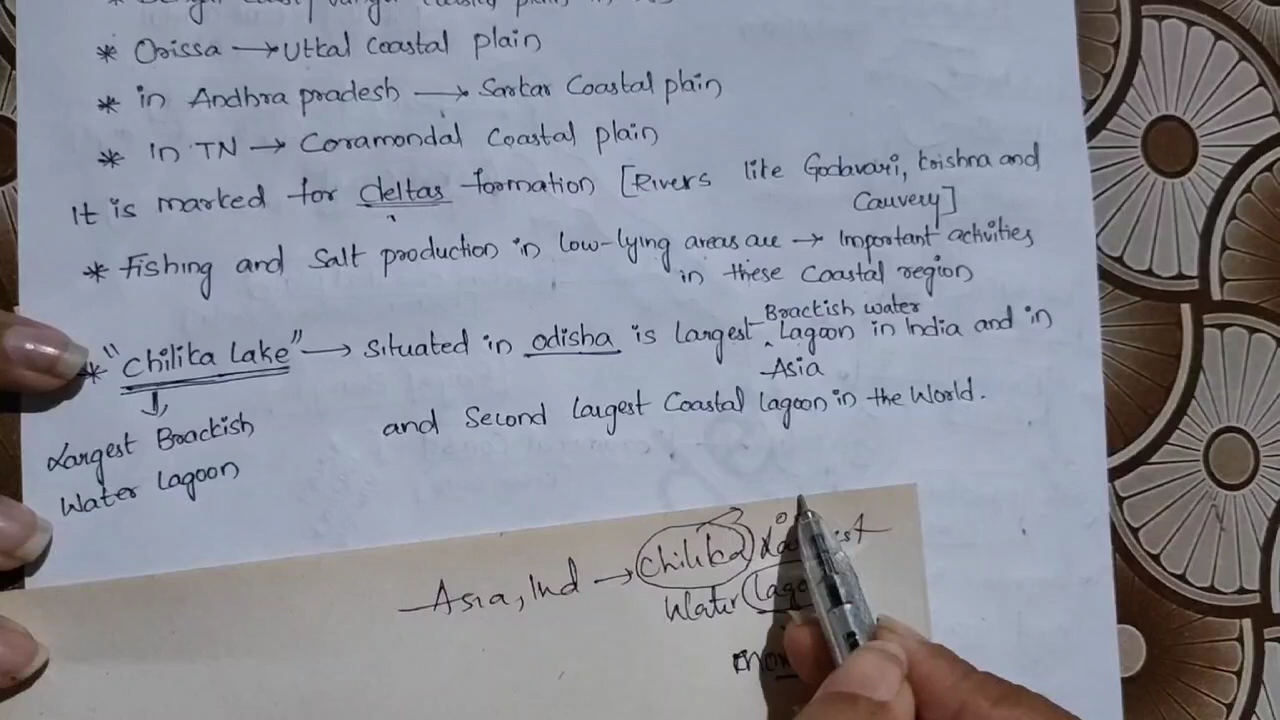 * Orissa → Utkal Coastal plain
* in Andhra pradesh → Sarkar Coastal plain
* in TN → Coramondal Coastal plain
It is marked for deltas formation [Rivers like Godavari, krishna and
Cauvery]
* Fishing and Salt production in low-lying areas are → Important activities
in these Coastal region
Brackish water
* "Chilika Lake" → Situated in odisha is largest lagoon in India and in
Asia
and Second largest Coastal lagoon in the World.
Largest Brackish
Water Lagoon
Asia, Ind → Chilika
Water